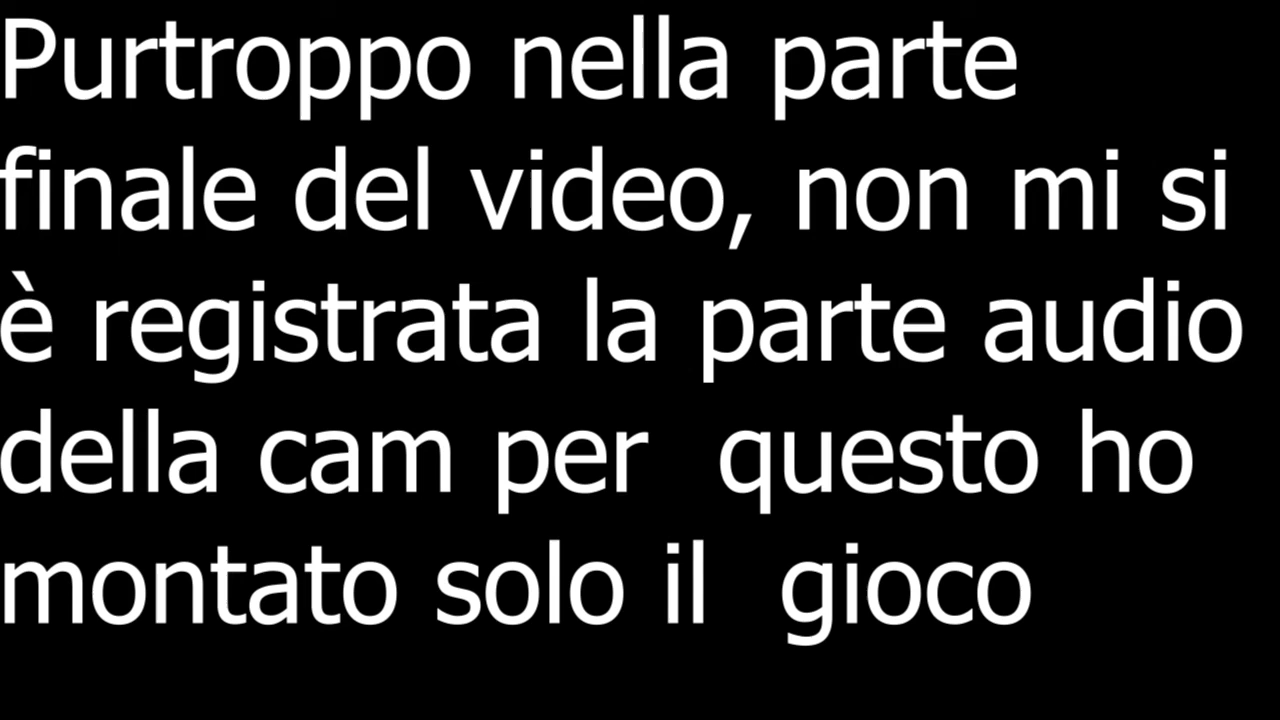 Purtroppo nella parte
finale del video, non mi si
è registrata la parte audio
della cam per  questo ho
montato solo il  gioco